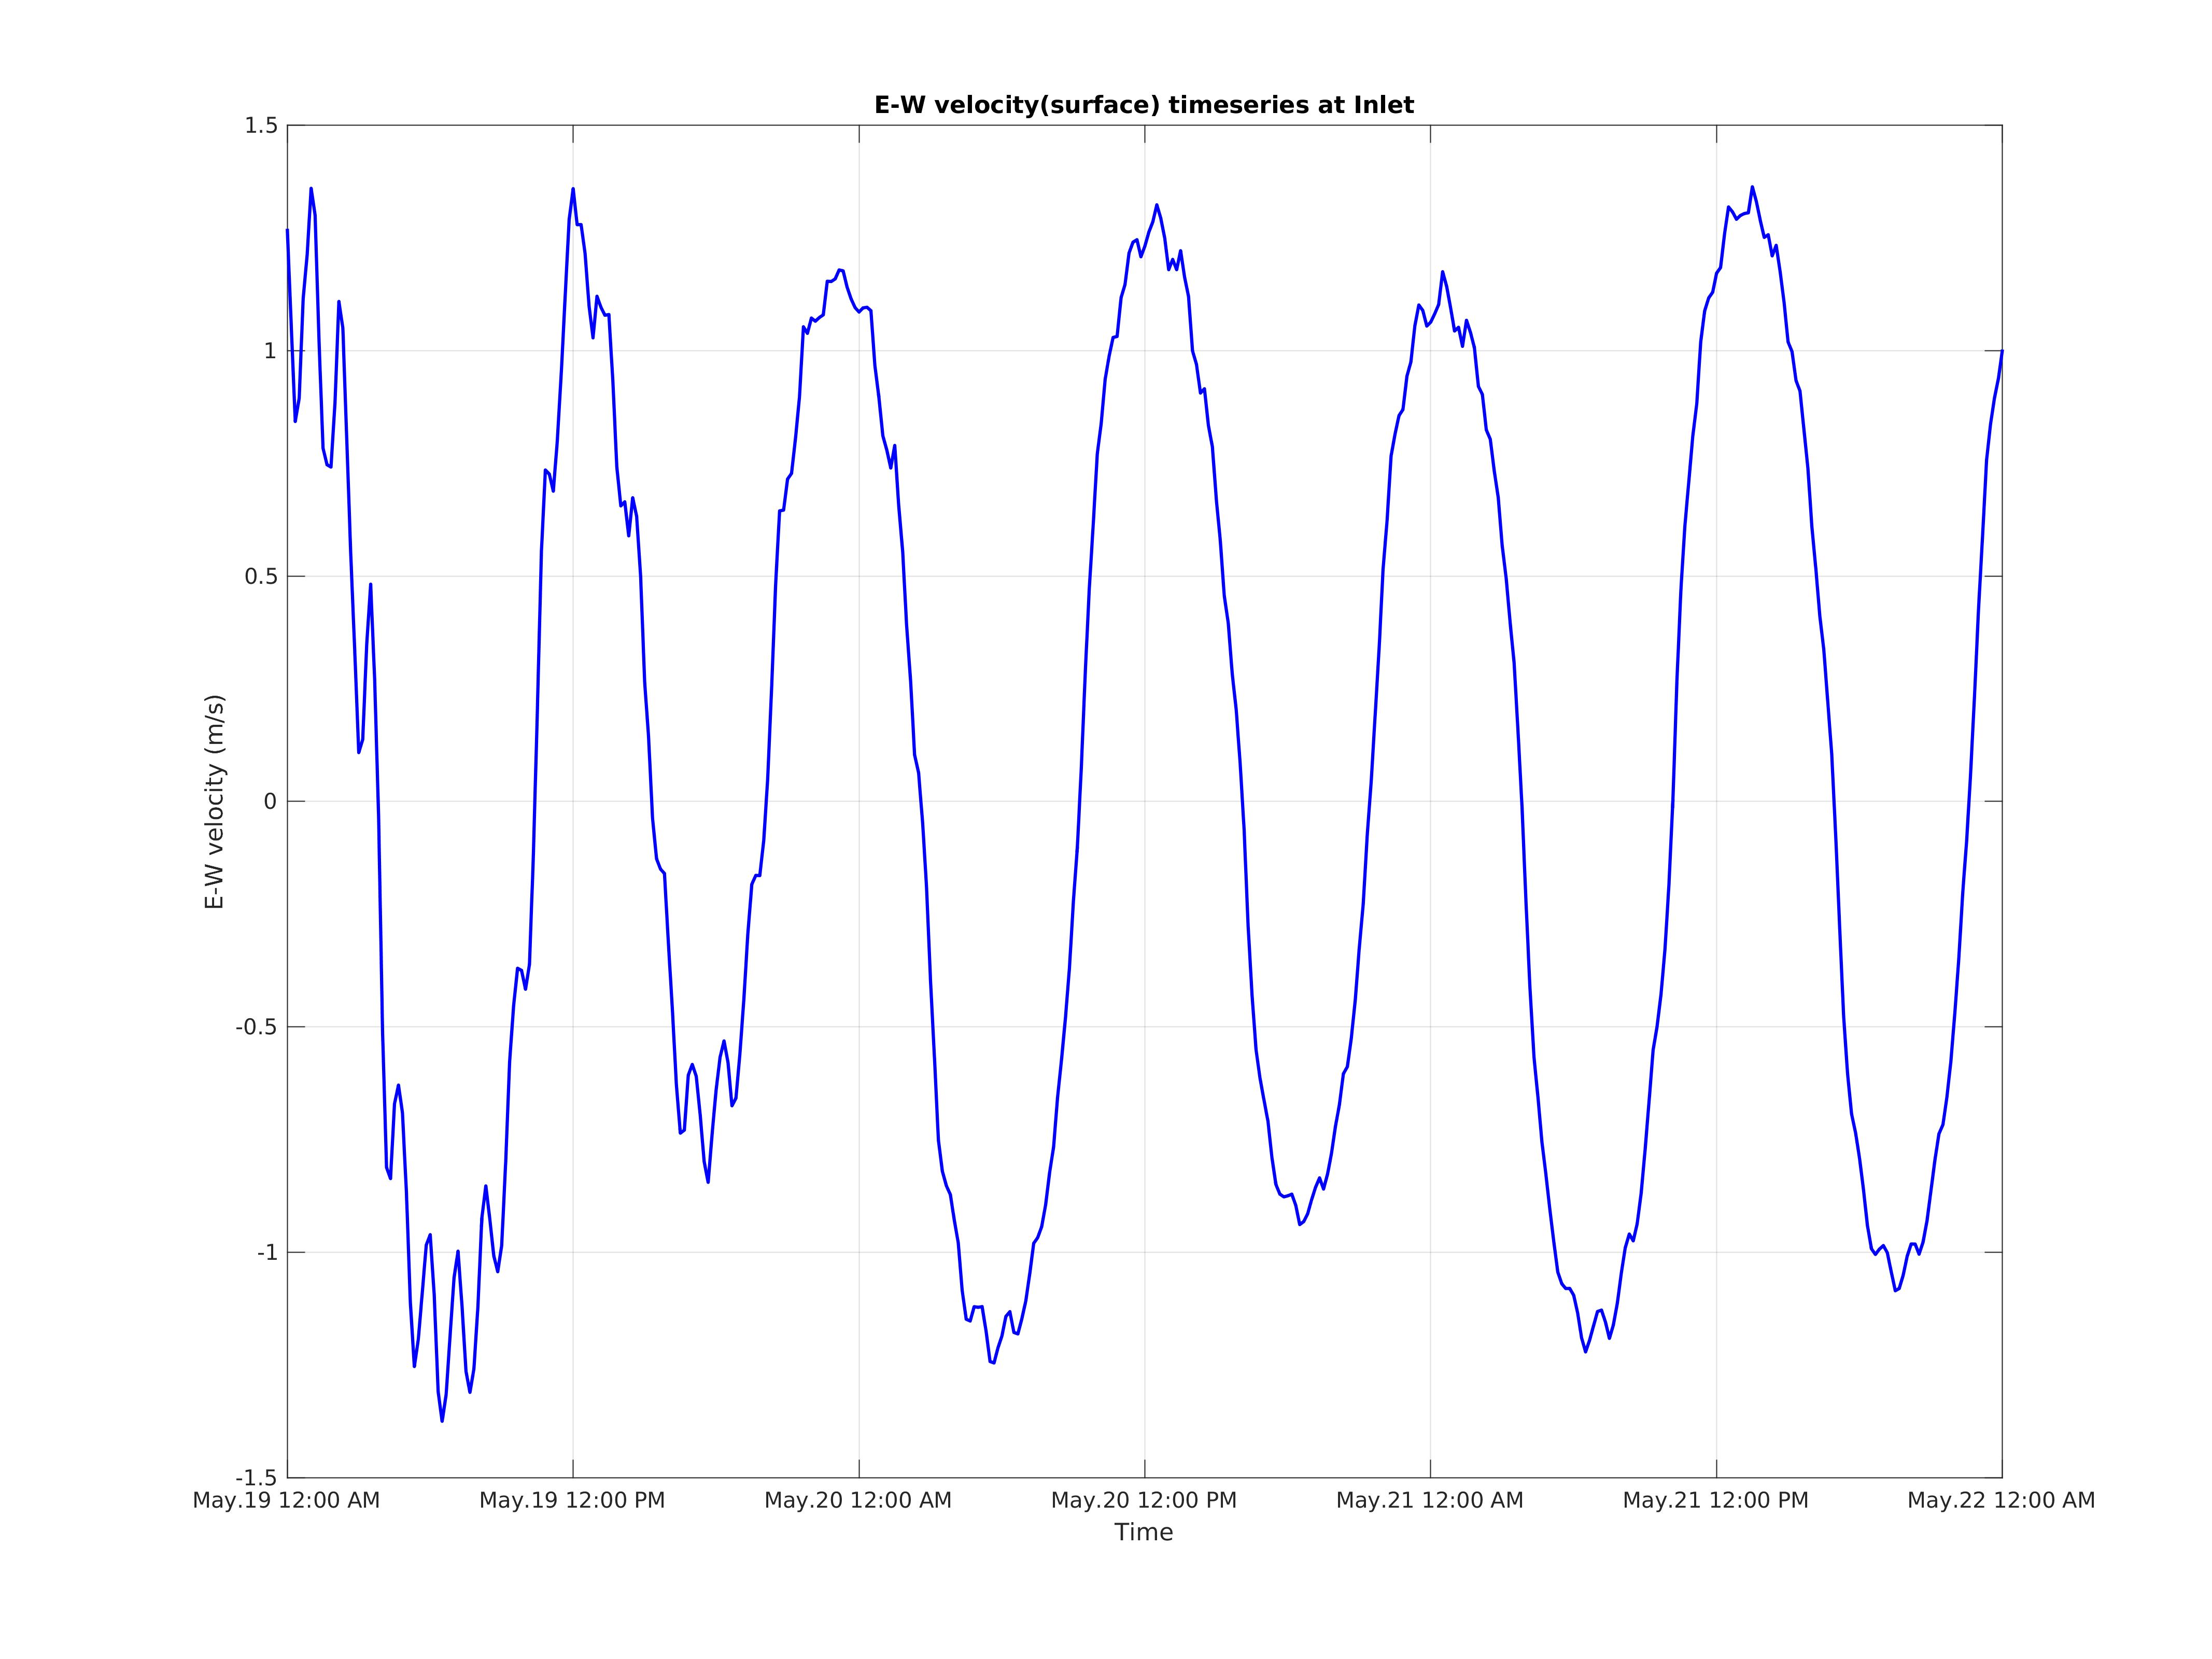 E-W velocity(surface) timeseries at Inlet
1.5
1
0.5
0
-0.5
-1
-1.5
E-W velocity (m/s)
May.19 12:00 AM
May.19 12:00 PM
May.20 12:00 AM
May.20 12:00 PM
May.21 12:00 AM
May.21 12:00 PM
May.22 12:00 AM
Time